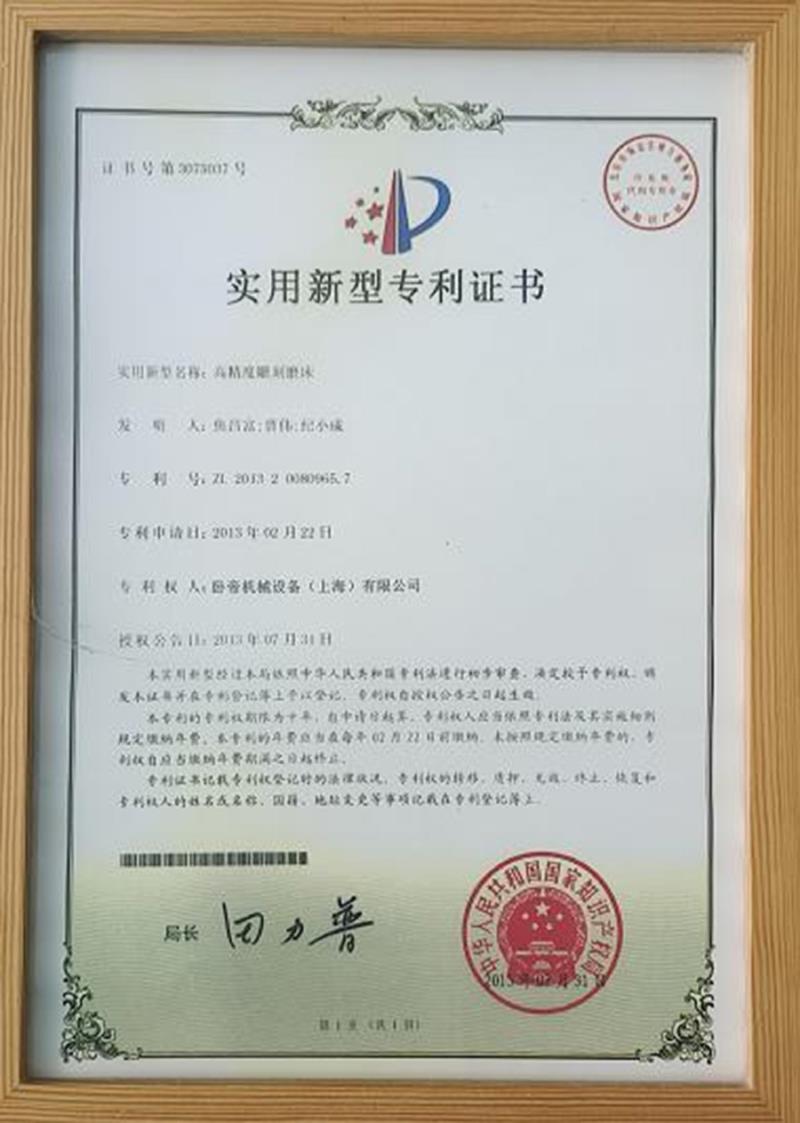 证书号第3075037号
实用新型专利证书
实用新型名称：高精度雕刻磨床
发明人：焦昌富;曹伟;纪小成
专利号：ZL 2013 2 0080965.7
专利申请日：2013年02月22日
专利权人：卧帝机械设备（上海）有限公司
授权公告日：2013年07月31日
本实用新型经过本局依照中华人民共和国专利法进行初步审查，决定授予专利权，颁
发本证书并在专利登记簿上予以登记。专利权自授权公告之日起生效。
本专利的专利权期限为十年，自申请日起算。专利权人应当依照专利法及其实施细则
规定缴纳年费。本专利的年费应当在每年02月22日前缴纳。未按照规定缴纳年费的，专
利权自应当缴纳年费期满之日起终止。
专利证书记载专利权登记时的法律状况。专利权的转移、质押、无效、终止、恢复和
专利权人的姓名或名称、国籍、地址变更等事项记载在专利登记簿上。
局长 田力普
中华人民共和国国家知识产权局
2013年07月31日
第1页（共1页）